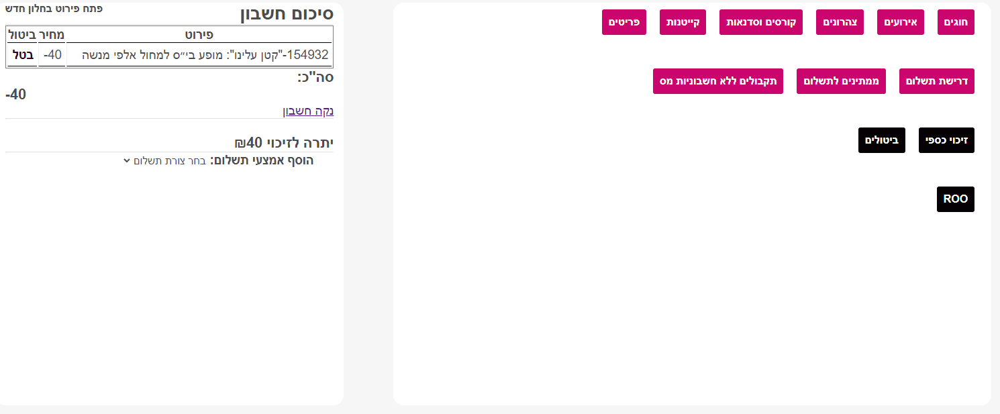 חוגים אירועים צהרונים קורסים וסדנאות קייטנות פריטים
דרישת תשלום ממתינים לתשלום תקבולים ללא חשבוניות מס
זיכוי כספי ביטולים
ROO
סיכום חשבון פתח פירוט בחלון חדש
פירוט מחיר ביטול
154932-"קטן עלינו": מופע בי״ס למחול אלפי מנשה -40 בטל
סה"כ:
-40
נקה חשבון
יתרה לזיכוי ₪40
הוסף אמצעי תשלום: בחר צורת תשלום